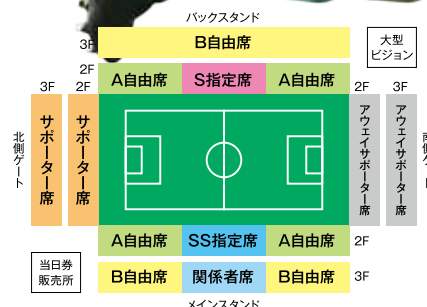 バックスタンド
3F
B自由席
大型
ビジョン
2F
A自由席
S指定席
A自由席
3F
2F
2F
3F
北側ゲート
サポーター席
サポーター席
アウェイサポーター席
アウェイサポーター席
A自由席
SS指定席
A自由席
2F
当日券
販売所
B自由席
関係者席
B自由席
3F
メインスタンド